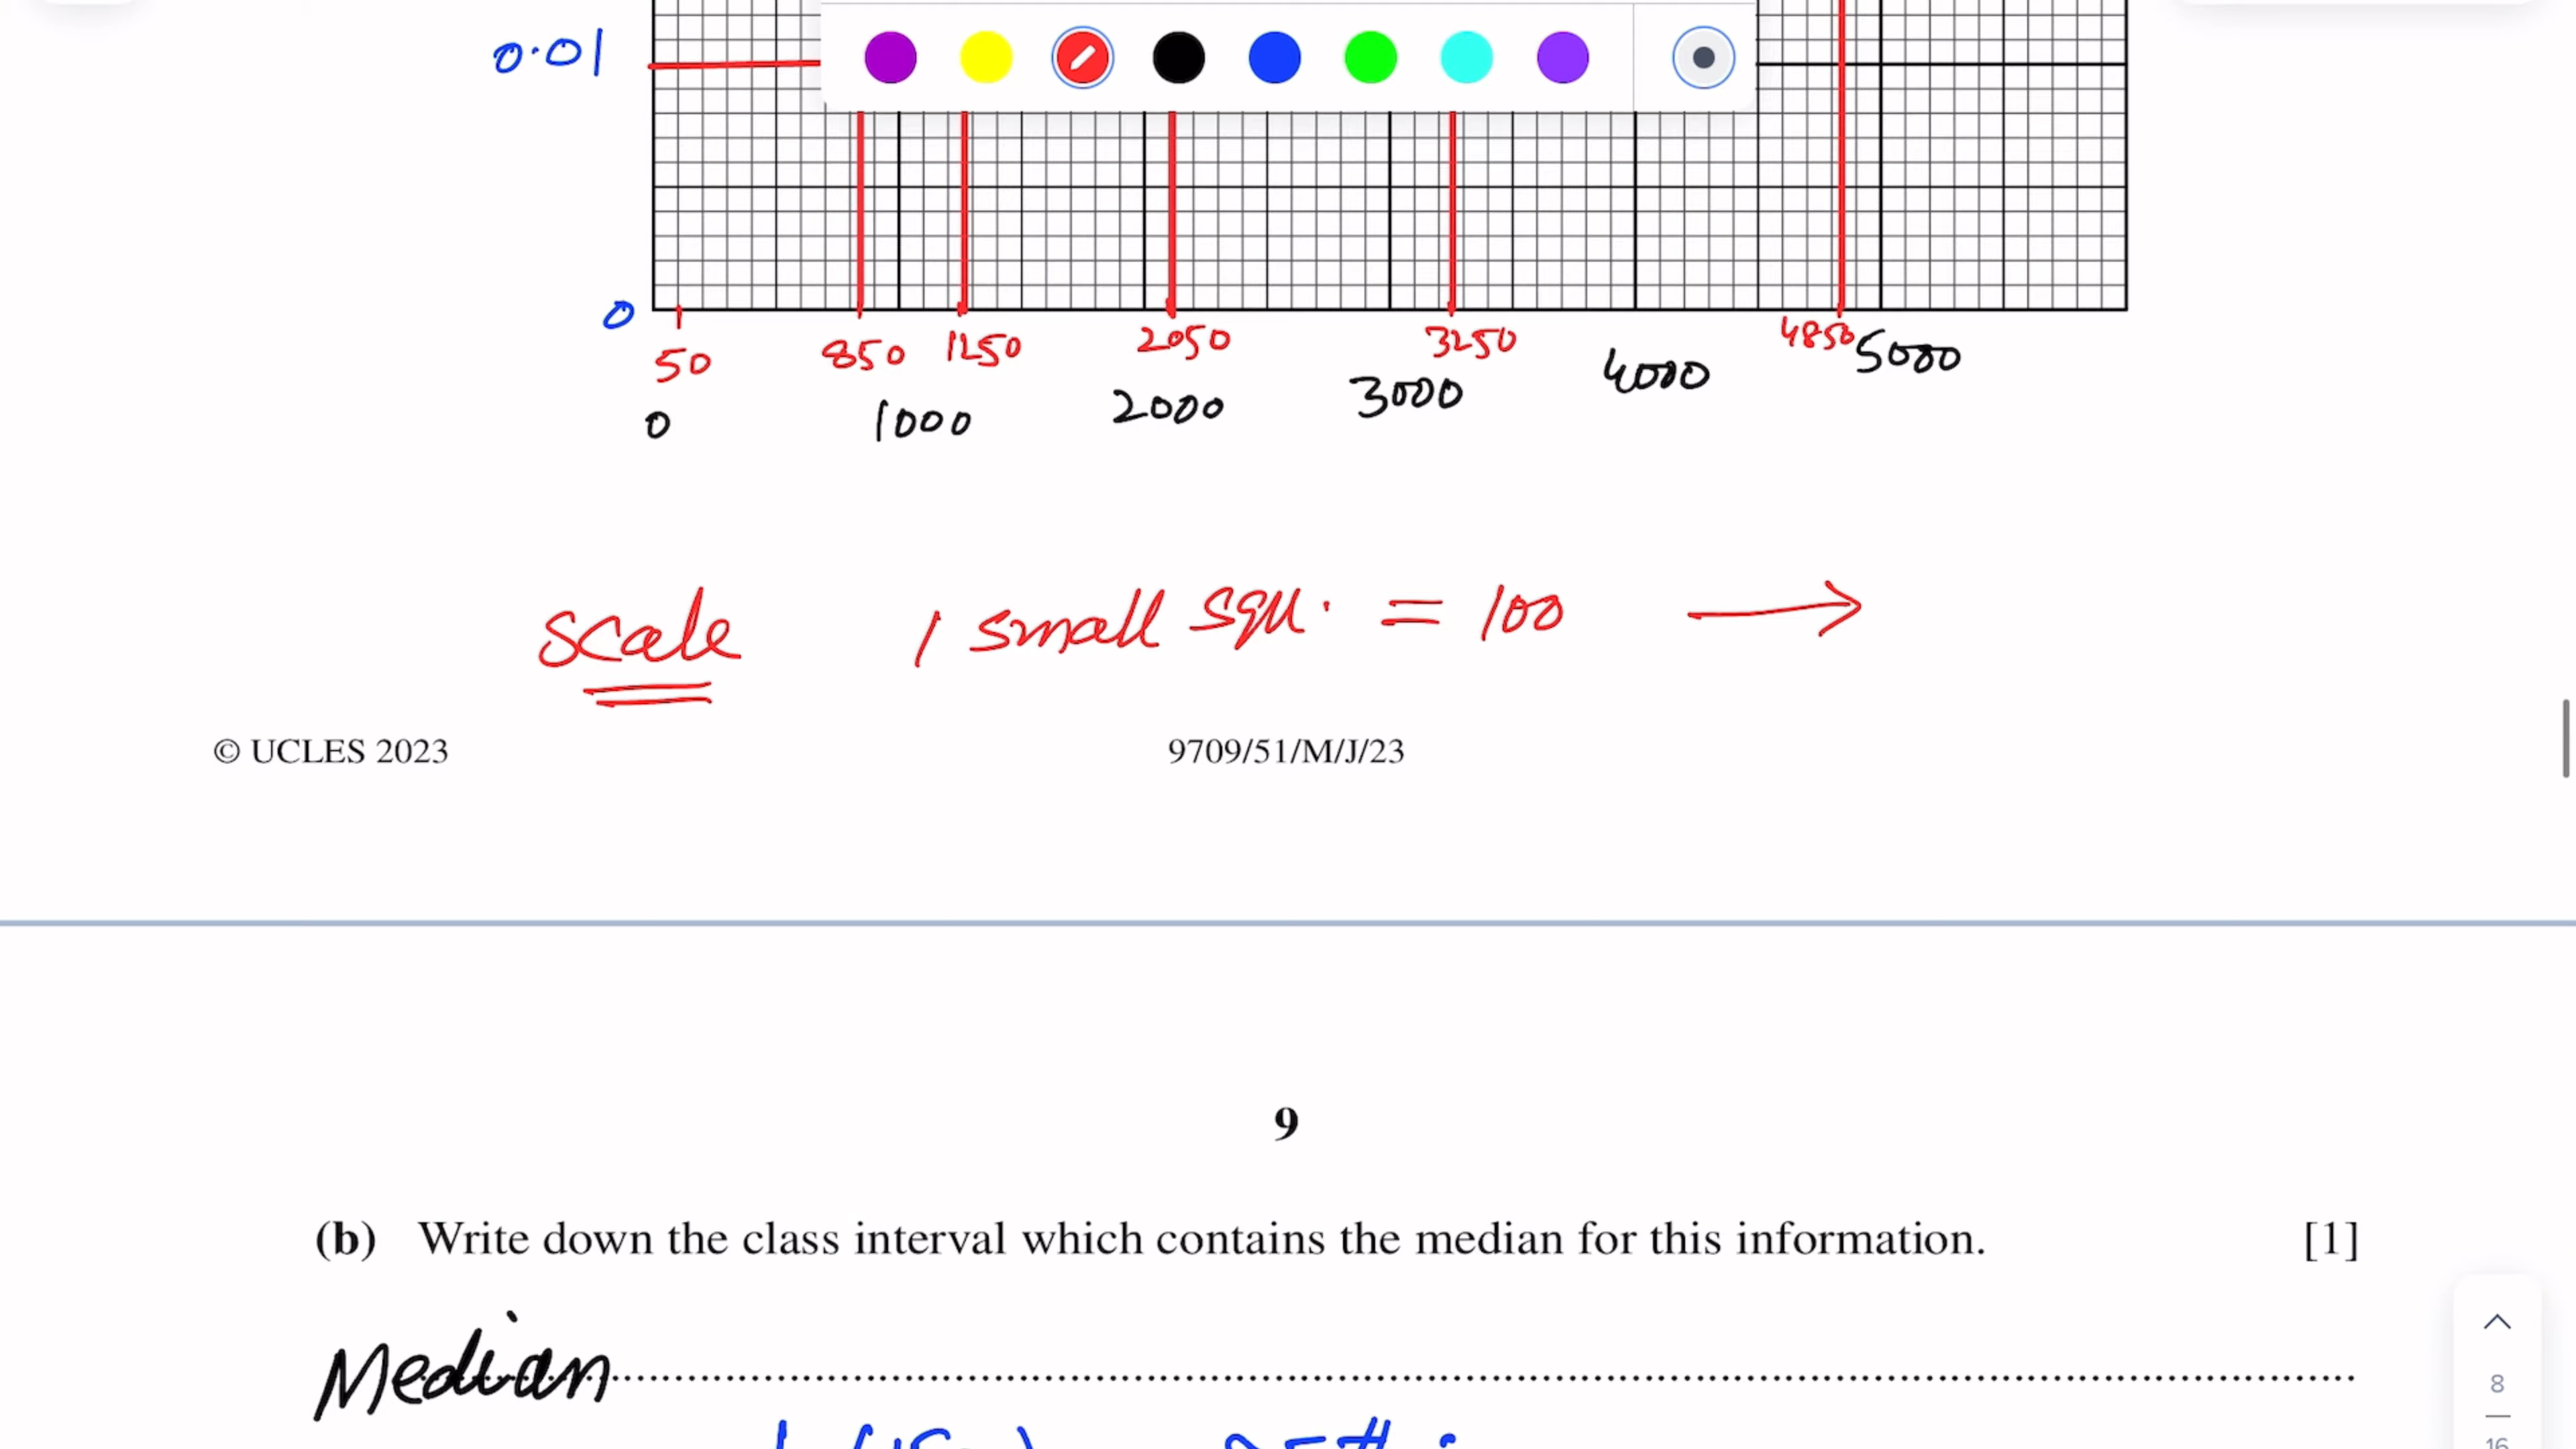 0.01
0
50 850 1250 2050 3250 4850 5000
0 1000 2000 3000 4000
scale 1 small squ. = 100
© UCLES 2023 9709/51/M/J/23
9
(b) Write down the class interval which contains the median for this information. [1]
Median
8
16